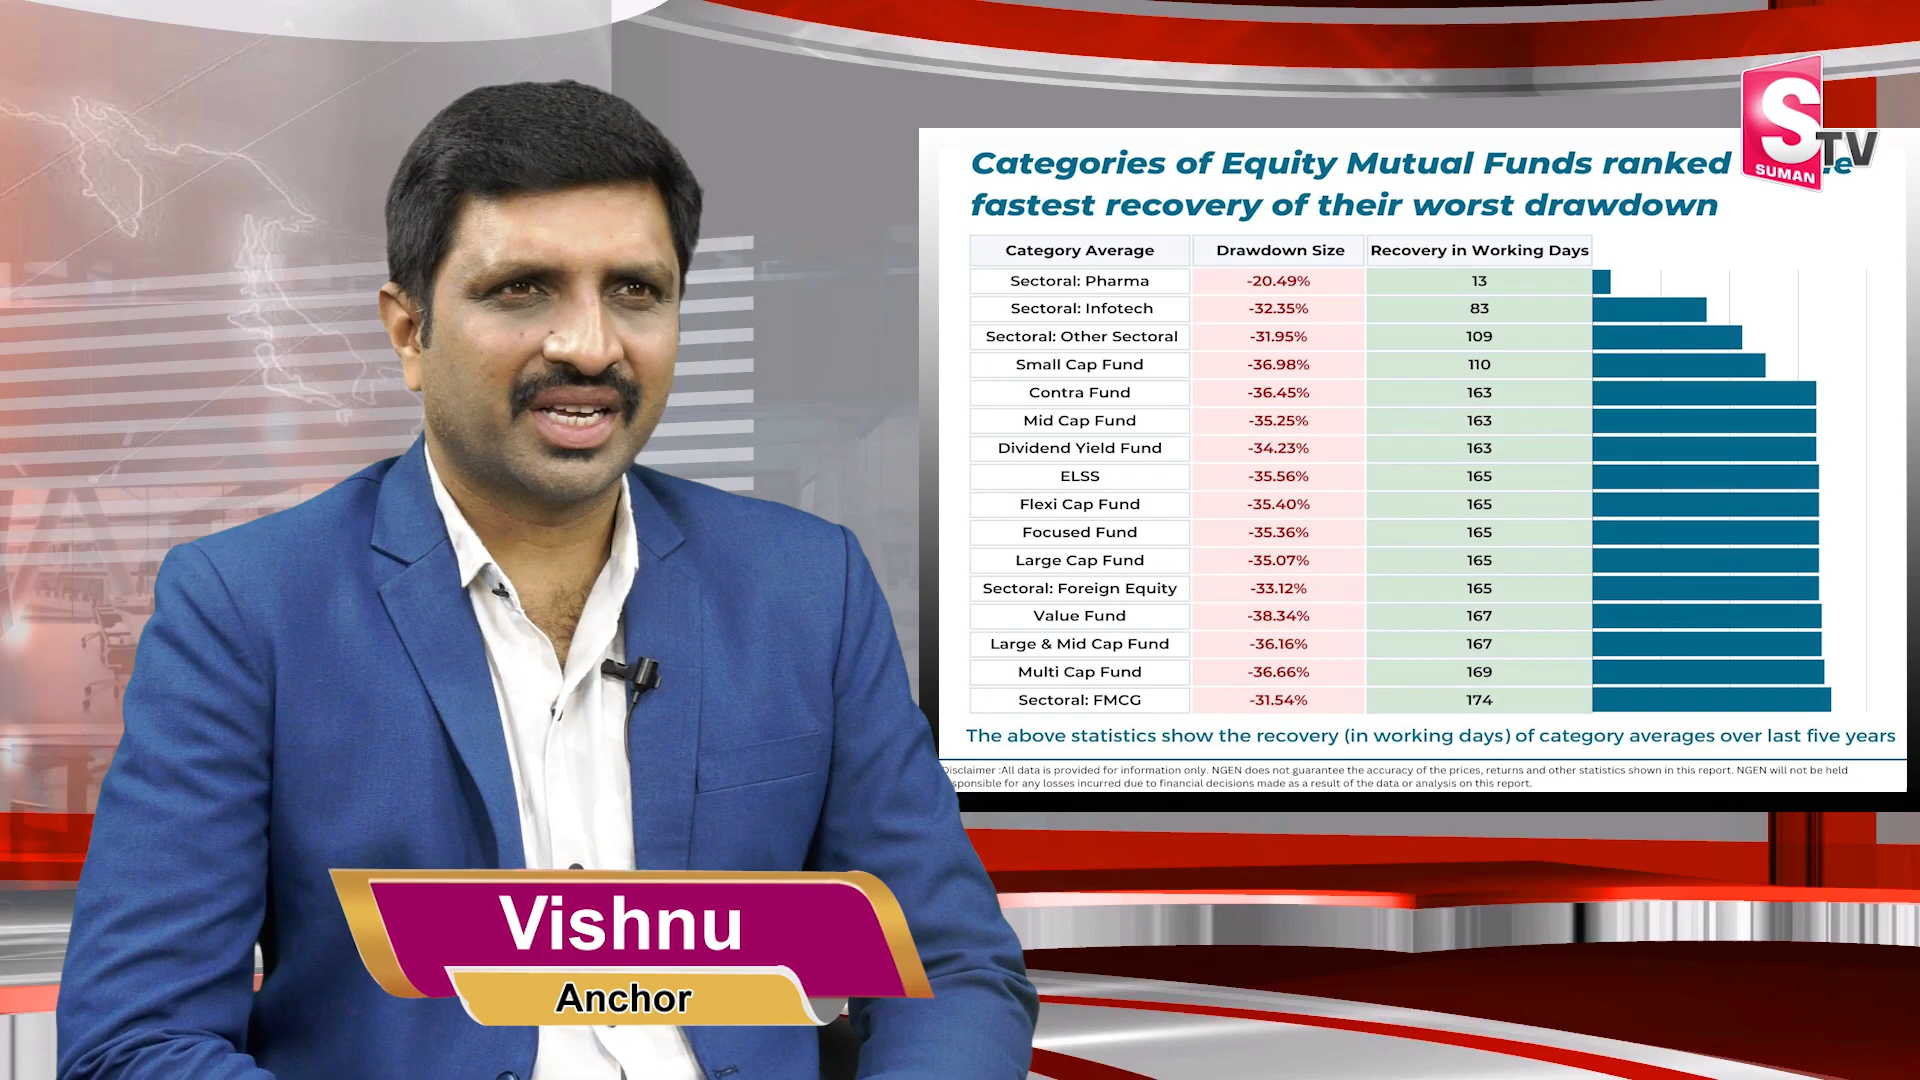 S
TV
SUMAN
Categories of Equity Mutual Funds ranked
fastest recovery of their worst drawdown
Category Average Drawdown Size Recovery in Working Days
Sectoral: Pharma -20.49% 13
Sectoral: Infotech -32.35% 83
Sectoral: Other Sectoral -31.95% 109
Small Cap Fund -36.98% 110
Contra Fund -36.45% 163
Mid Cap Fund -35.25% 163
Dividend Yield Fund -34.23% 163
ELSS -35.56% 165
Flexi Cap Fund -35.40% 165
Focused Fund -35.36% 165
Large Cap Fund -35.07% 165
Sectoral: Foreign Equity -33.12% 165
Value Fund -38.34% 167
Large & Mid Cap Fund -36.16% 167
Multi Cap Fund -36.66% 169
Sectoral: FMCG -31.54% 174
The above statistics show the recovery (in working days) of category averages over last five years
Disclaimer :All data is provided for information only. NGEN does not guarantee the accuracy of the prices, returns and other statistics shown in this report. NGEN will not be held
for any losses incurred due to financial decisions made as a result of the data or analysis on this report.
Vishnu
Anchor